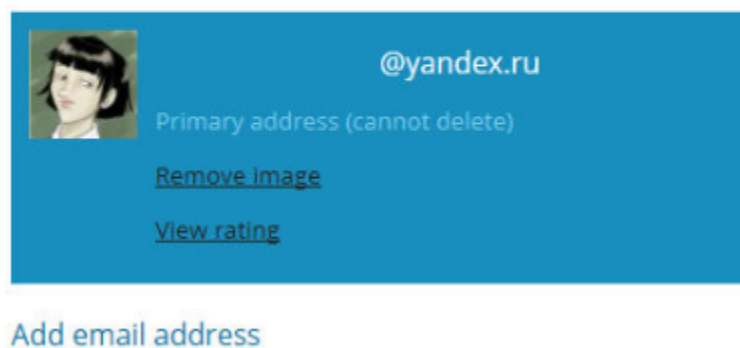 @yandex.ru
Primary address (cannot delete)
Remove image
View rating
Add email address